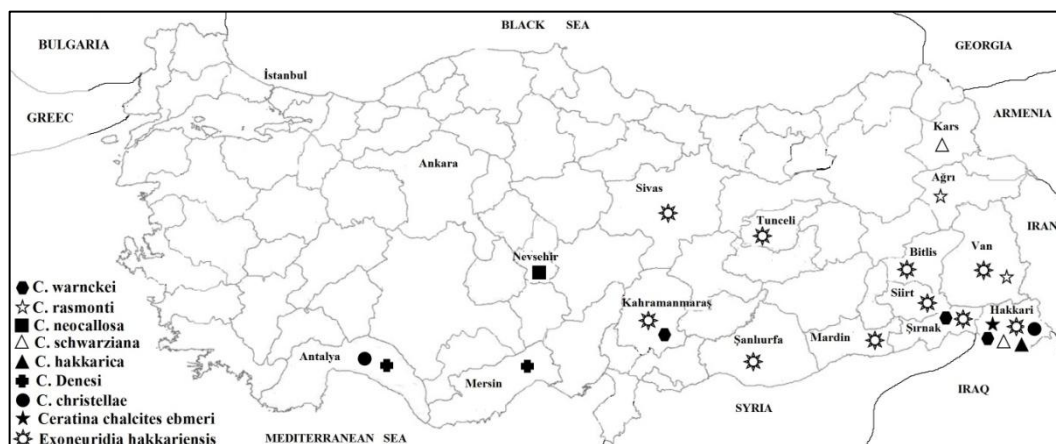 BLACK SEA
BULGARIA
GEORGIA
İstanbul
GREEC
ARMENIA
Kars
Ankara
Ağrı
Sivas
Tunceli
IRAN
Bitlis
Van
Nevsehir
Siirt
Kahramanmaraş
Hakkari
Şırnak
Mardin
Şanlıurfa
Antalya
Mersin
IRAQ
SYRIA
MEDITERRANEAN SEA
C. warnckei
C. rasmonti
C. neocallosa
C. schwarziana
C. hakkarica
C. Denesi
C. christellae
Ceratina chalcites ebmeri
Exoneuridia hakkariensis